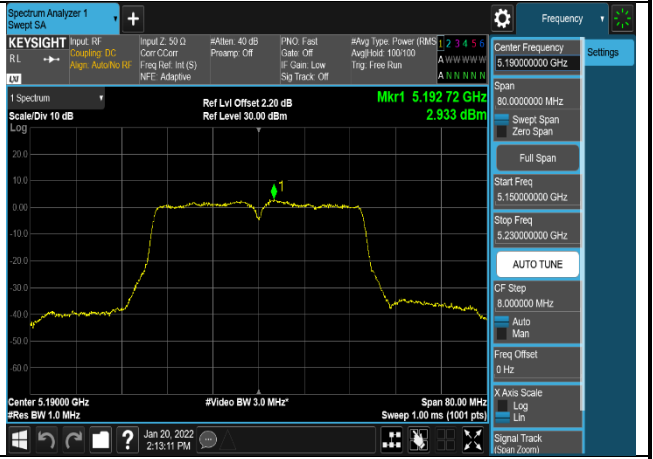 Spectrum Analyzer 1
Swept SA
+
Frequency
KEYSIGHT
RL
LXI
Input: RF
Coupling: DC
Align: Auto/No RF
Input Z: 50 Ω
Corr CCorr
Freq Ref: Int (S)
NFE: Adaptive
#Atten: 40 dB
Preamp: Off
PNO: Fast
Gate: Off
IF Gain: Low
Sig Track: Off
#Avg Type: Power (RMS
Avg|Hold: 100/100
Trig: Free Run
1 2 3 4 5 6
A W W W W W
A N N N N N
Settings
1 Spectrum
Scale/Div 10 dB
Log
Ref Lvl Offset 2.20 dB
Ref Level 30.00 dBm
Mkr1 5.192 72 GHz
2.933 dBm
20.0
10.0
0.00
-10.0
-20.0
-30.0
-40.0
-50.0
-60.0
1
Center 5.19000 GHz
#Res BW 1.0 MHz
#Video BW 3.0 MHz*
Span 80.00 MHz
Sweep 1.00 ms (1001 pts)
Center Frequency
5.190000000 GHz
Span
80.0000000 MHz
Swept Span
Zero Span
Full Span
Start Freq
5.150000000 GHz
Stop Freq
5.230000000 GHz
AUTO TUNE
CF Step
8.000000 MHz
Auto
Man
Freq Offset
0 Hz
X Axis Scale
Log
Lin
Signal Track
(Span Zoom)
?
Jan 20, 2022
2:13:11 PM